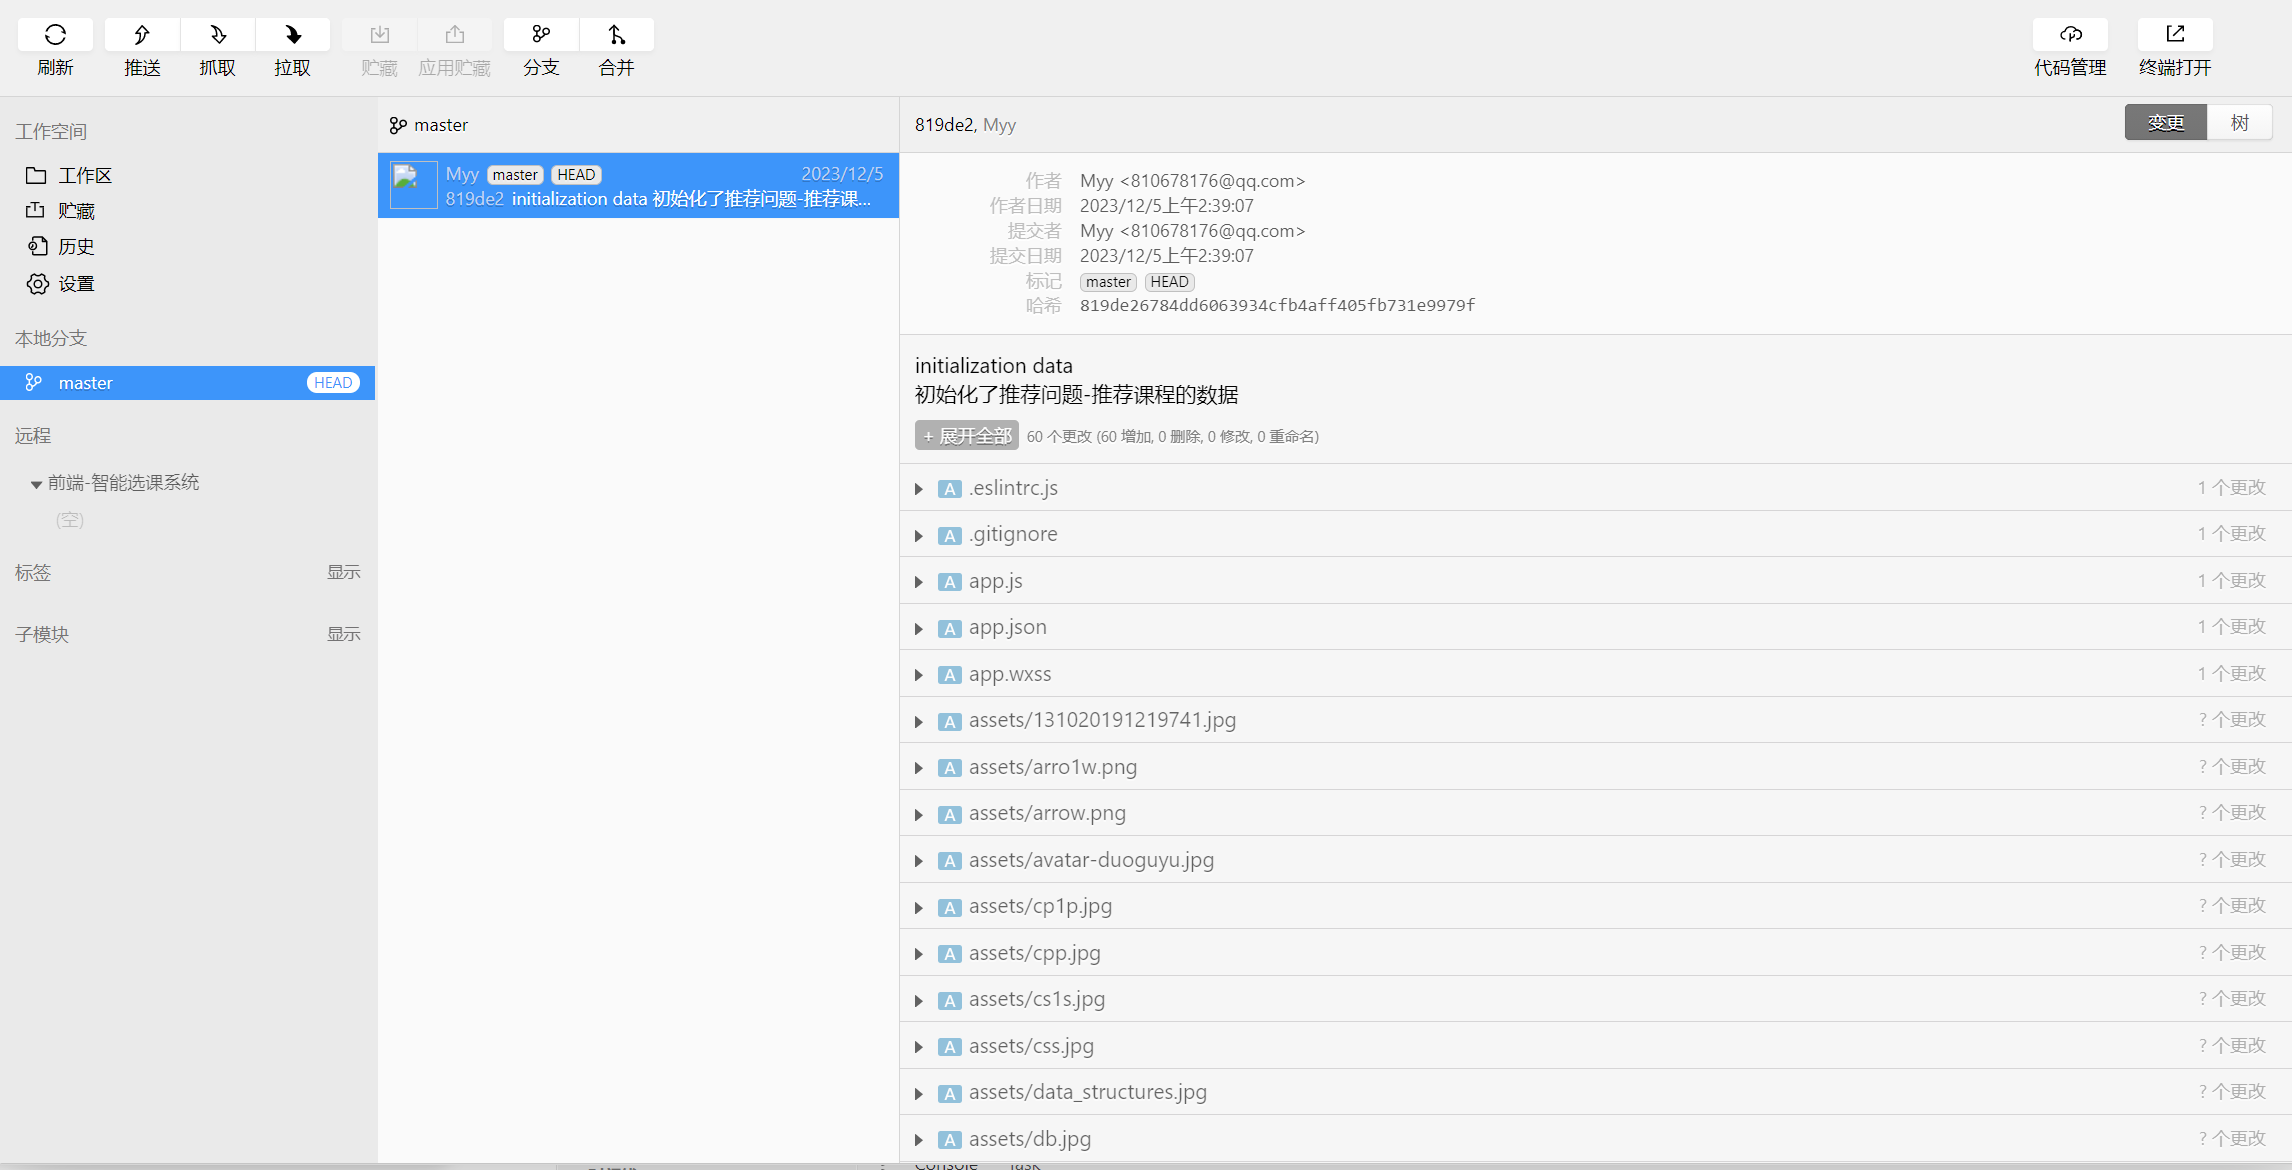 刷新 推送 抓取 拉取 贮藏 应用贮藏 分支 合并 代码管理 终端打开
工作空间
工作区
贮藏
历史
设置
本地分支
master HEAD
远程
前端-智能选课系统
(空)
标签 显示
子模块 显示
master
Myy master HEAD 2023/12/5
819de2 initialization data 初始化了推荐问题-推荐课...
819de2, Myy 变更 树
作者 Myy <810678176@qq.com>
作者日期 2023/12/5上午2:39:07
提交者 Myy <810678176@qq.com>
提交日期 2023/12/5上午2:39:07
标记 master HEAD
哈希 819de26784dd6063934cfb4aff405fb731e9979f
initialization data
初始化了推荐问题-推荐课程的数据
+ 展开全部 60 个更改 (60 增加, 0 删除, 0 修改, 0 重命名)
A .eslintrc.js 1 个更改
A .gitignore 1 个更改
A app.js 1 个更改
A app.json 1 个更改
A app.wxss 1 个更改
A assets/131020191219741.jpg ? 个更改
A assets/arro1w.png ? 个更改
A assets/arrow.png ? 个更改
A assets/avatar-duoguyu.jpg ? 个更改
A assets/cp1p.jpg ? 个更改
A assets/cpp.jpg ? 个更改
A assets/cs1s.jpg ? 个更改
A assets/css.jpg ? 个更改
A assets/data_structures.jpg ? 个更改
A assets/db.jpg ? 个更改
Console Task